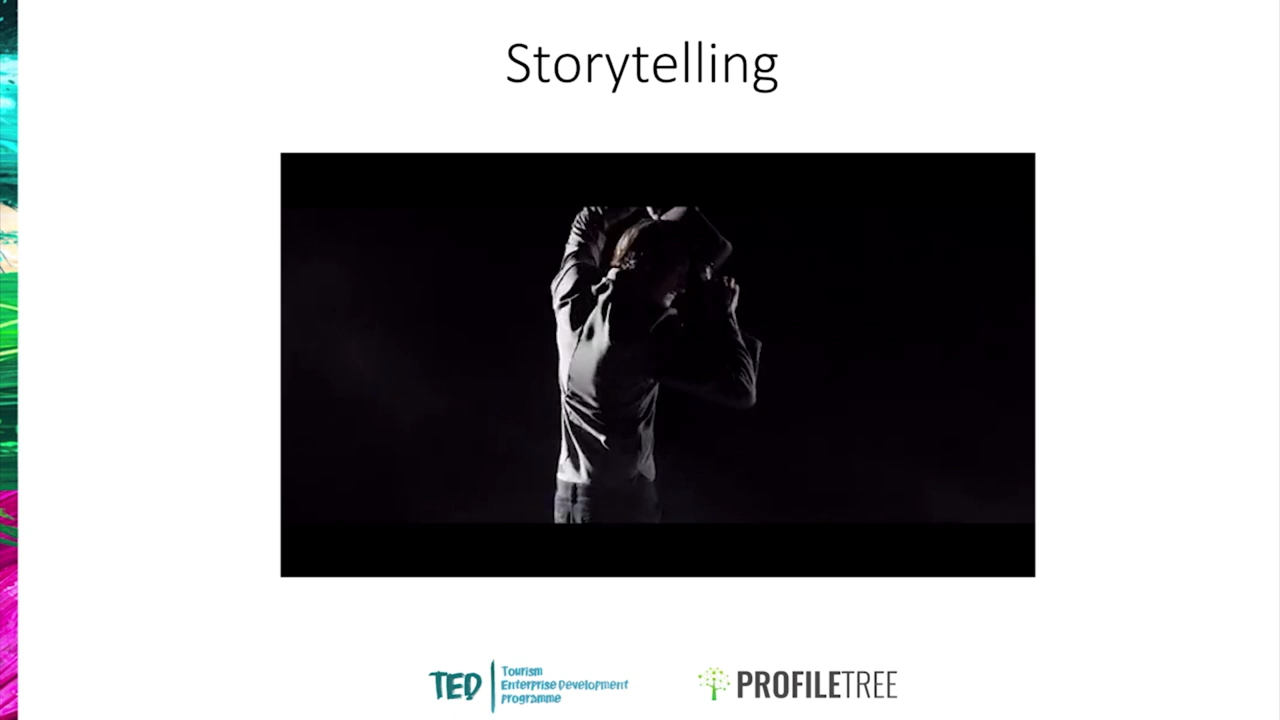 Storytelling
TED
Tourism
Enterprise Development
Programme
PROFILETREE